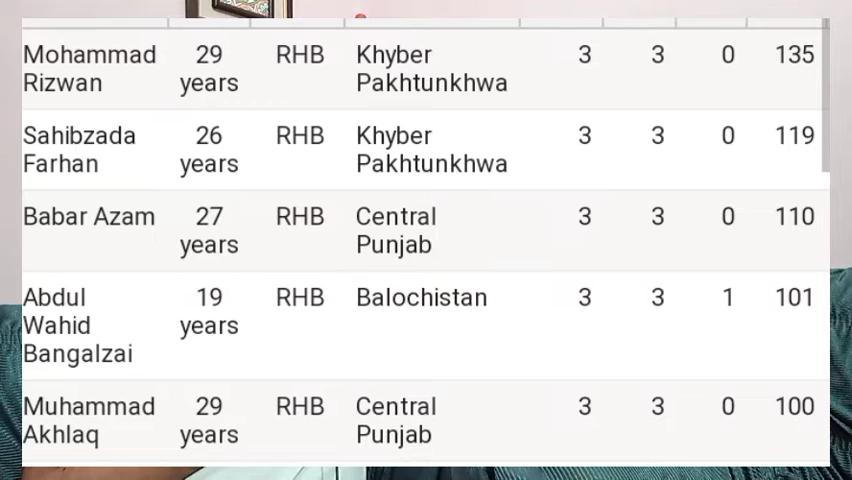 Mohammad 29 RHB Khyber 3 3 0 135
Rizwan years Pakhtunkhwa
Sahibzada 26 RHB Khyber 3 3 0 119
Farhan years Pakhtunkhwa
Babar Azam 27 RHB Central 3 3 0 110
years Punjab
Abdul 19 RHB Balochistan 3 3 1 101
Wahid years
Bangalzai
Muhammad 29 RHB Central 3 3 0 100
Akhlaq years Punjab